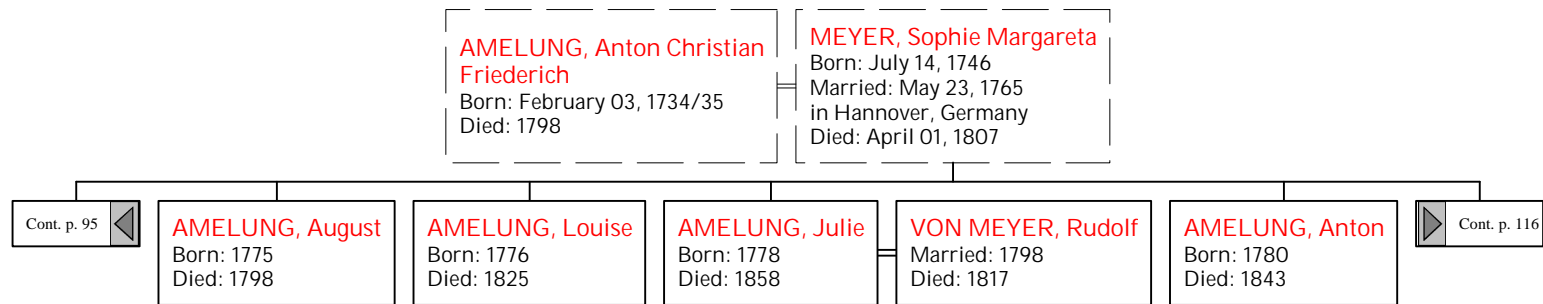 AMELUNG, Anton Christian
Friederich
Born: February 03, 1734/35
Died: 1798
MEYER, Sophie Margareta
Born: July 14, 1746
Married: May 23, 1765
in Hannover, Germany
Died: April 01, 1807
Cont. p. 95
AMELUNG, August
Born: 1775
Died: 1798
AMELUNG, Louise
Born: 1776
Died: 1825
AMELUNG, Julie
Born: 1778
Died: 1858
VON MEYER, Rudolf
Married: 1798
Died: 1817
AMELUNG, Anton
Born: 1780
Died: 1843
Cont. p. 116